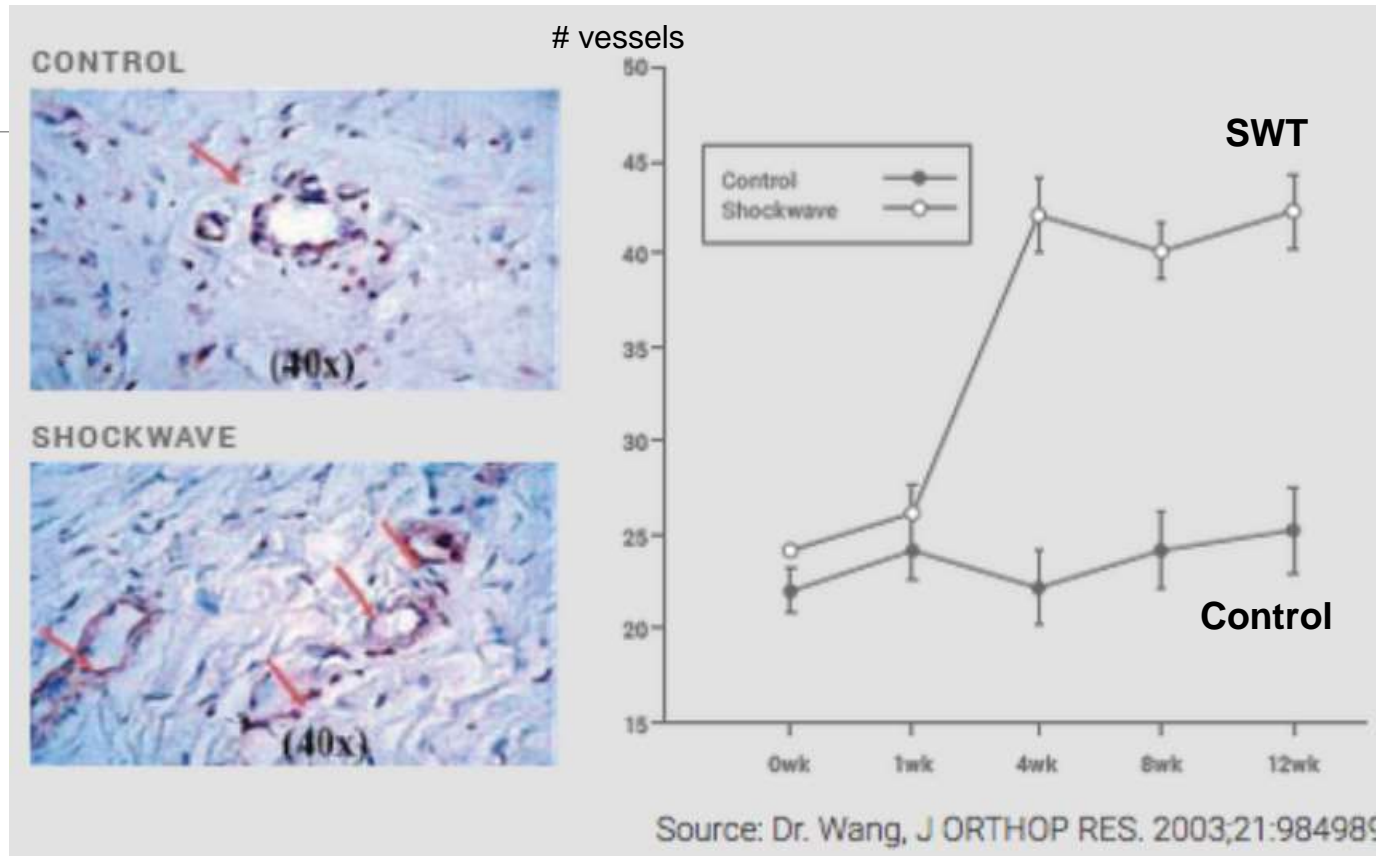 # vessels
CONTROL
(40x)
SHOCKWAVE
(40x)
50
45
40
35
30
25
20
15
Control
Shockwave
SWT
Control
0wk
1wk
4wk
8wk
12wk
Source: Dr. Wang, J ORTHOP RES. 2003;21:984989